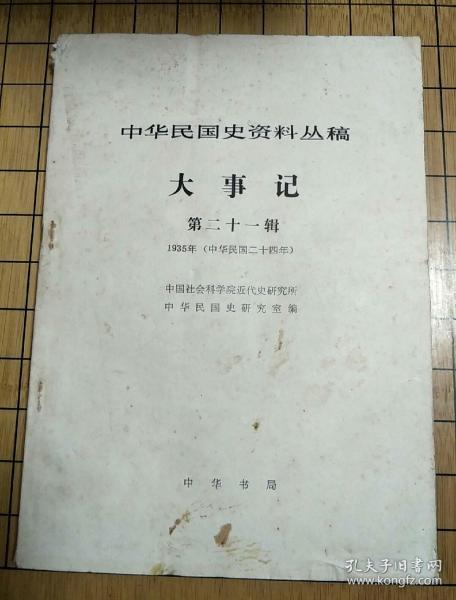 中华民国史资料丛稿
大事记
第二十一辑
1935年（中华民国二十四年）
中国社会科学院近代史研究所
中华民国史研究室编
中华书局
孔夫子旧书网
www.kongfz.com